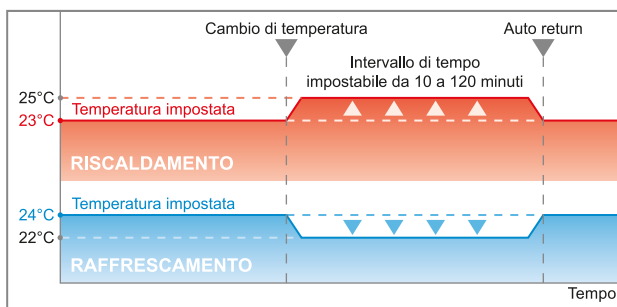 Cambio di temperatura
Auto return
Intervallo di tempo
impostabile da 10 a 120 minuti
25°C
Temperatura impostata
23°C
RISCALDAMENTO
Temperatura impostata
24°C
22°C
RAFFRESCAMENTO
Tempo